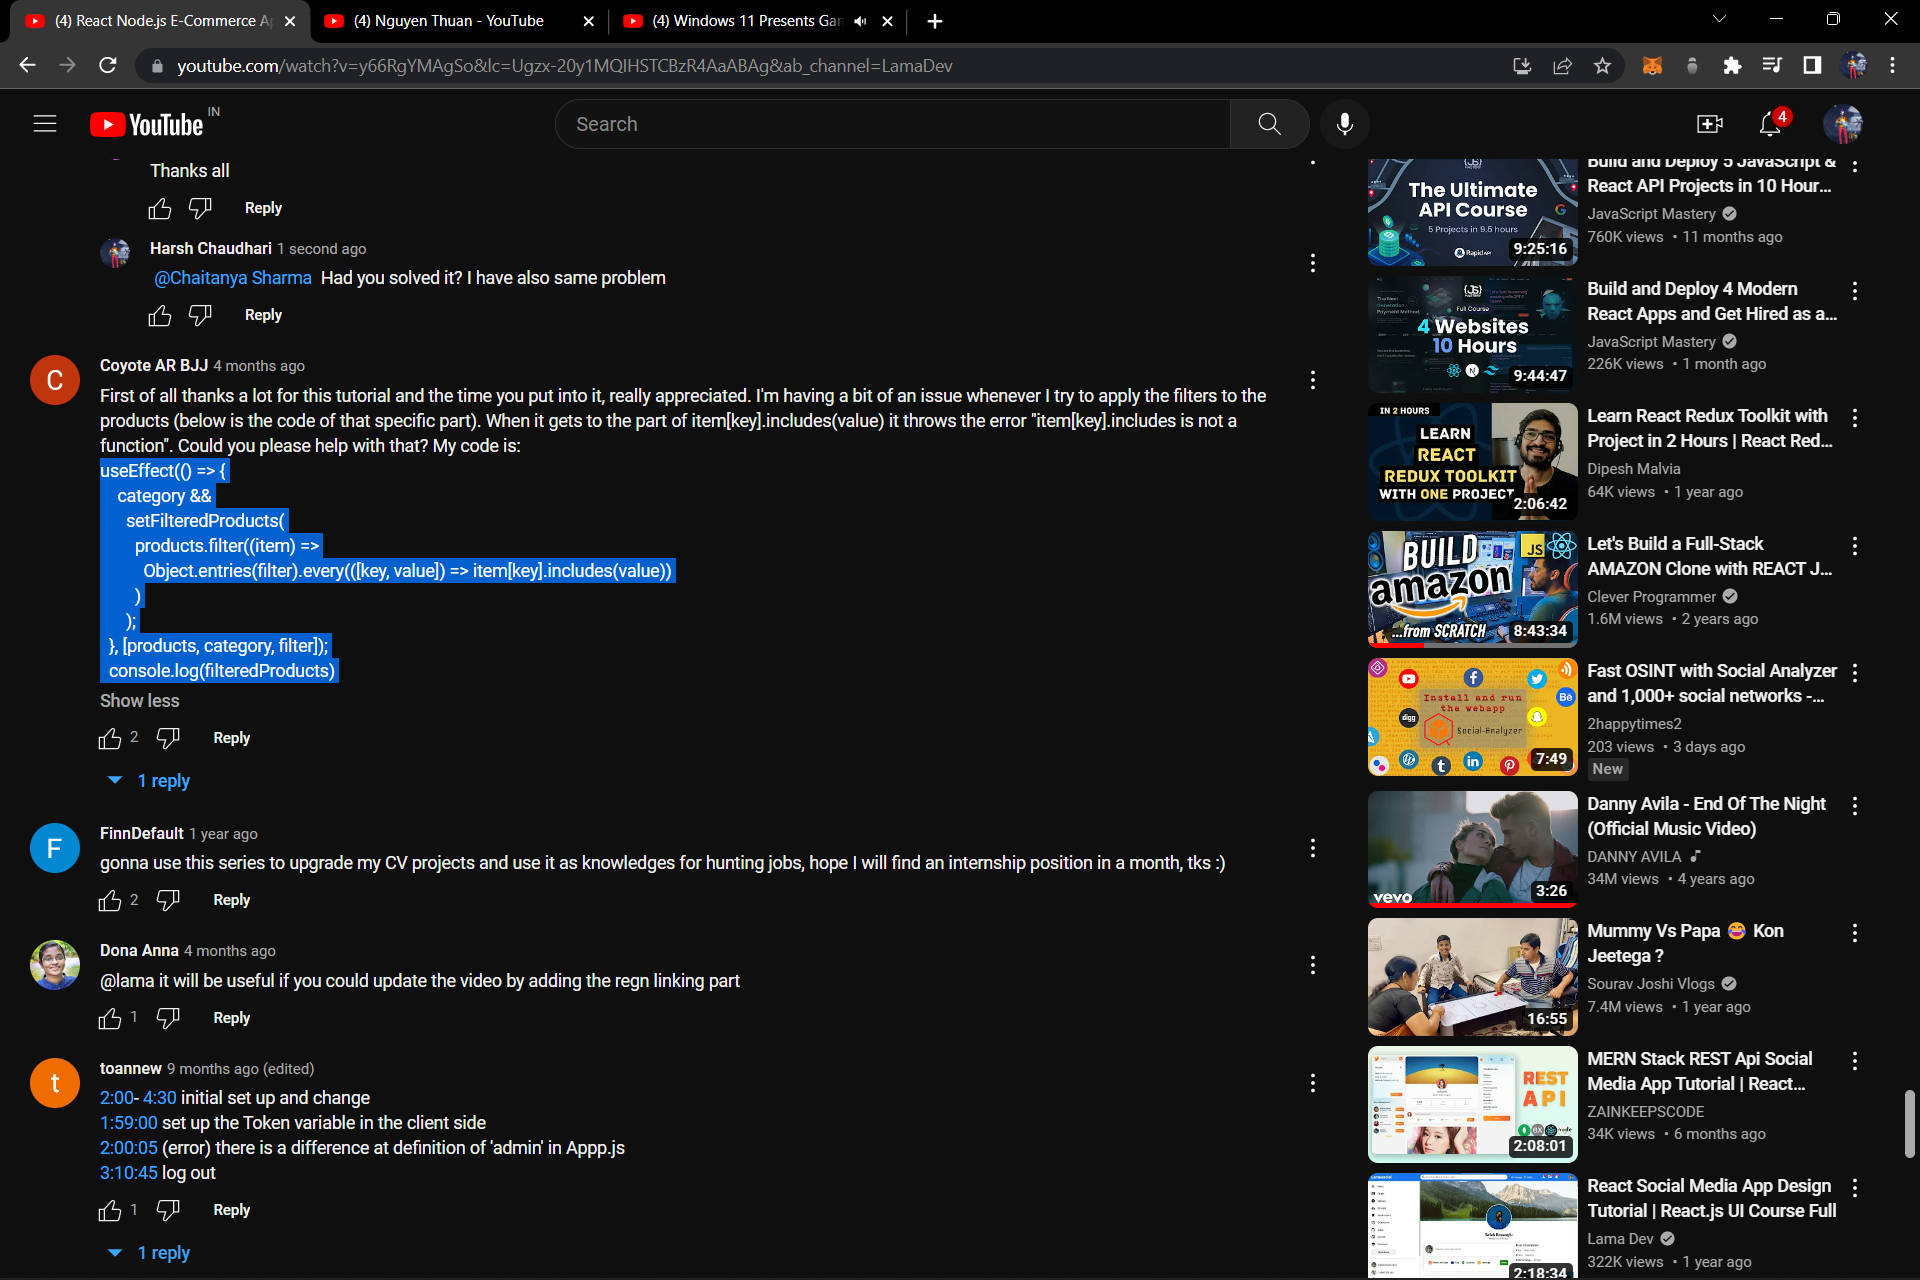 (4) React Node.js E-Commerce A
(4) Nguyen Thuan - YouTube
(4) Windows 11 Presents Gar
youtube.com/watch?v=y66RgYMAgSo&lc=Ugzx-20y1MQIHSTCBzR4AaABAg&ab_channel=LamaDev
YouTube IN
Search
4
Thanks all
Reply
Harsh Chaudhari 1 second ago
@Chaitanya Sharma Had you solved it? I have also same problem
Reply
C
Coyote AR BJJ 4 months ago
First of all thanks a lot for this tutorial and the time you put into it, really appreciated. I'm having a bit of an issue whenever I try to apply the filters to the
products (below is the code of that specific part). When it gets to the part of item[key].includes(value) it throws the error "item[key].includes is not a
function". Could you please help with that? My code is:
useEffect(() => {
category &&
setFilteredProducts(
products.filter((item) =>
Object.entries(filter).every(([key, value]) => item[key].includes(value))
)
);
}, [products, category, filter]);
console.log(filteredProducts)
Show less
2 Reply
1 reply
F
FinnDefault 1 year ago
gonna use this series to upgrade my CV projects and use it as knowledges for hunting jobs, hope I will find an internship position in a month, tks :)
2 Reply
Dona Anna 4 months ago
@lama it will be useful if you could update the video by adding the regn linking part
1 Reply
t
toannew 9 months ago (edited)
2:00- 4:30 initial set up and change
1:59:00 set up the Token variable in the client side
2:00:05 (error) there is a difference at definition of 'admin' in Appp.js
3:10:45 log out
1 Reply
1 reply
{JS}
The Ultimate
API Course
5 Projects in 9.5 hours
Rapid API
9:25:16
Build and Deploy 5 JavaScript &
React API Projects in 10 Hour...
JavaScript Mastery
760K views • 11 months ago
{JS}
Full Course
4 Websites
10 Hours
9:44:47
Build and Deploy 4 Modern
React Apps and Get Hired as a...
JavaScript Mastery
226K views • 1 month ago
IN 2 HOURS
LEARN
REACT
REDUX TOOLKIT
WITH ONE PROJECT
2:06:42
Learn React Redux Toolkit with
Project in 2 Hours | React Red...
Dipesh Malvia
64K views • 1 year ago
BUILD
JS
amazon
...from SCRATCH
8:43:34
Let's Build a Full-Stack
AMAZON Clone with REACT J...
Clever Programmer
1.6M views • 2 years ago
Install and run
the webapp
Social-Analyzer
digg
Bē
7:49
Fast OSINT with Social Analyzer
and 1,000+ social networks -...
2happytimes2
203 views • 3 days ago
New
vevo
3:26
Danny Avila - End Of The Night
(Official Music Video)
DANNY AVILA
34M views • 4 years ago
16:55
Mummy Vs Papa 😂 Kon
Jeetega ?
Sourav Joshi Vlogs
7.4M views • 1 year ago
REST
API
2:08:01
MERN Stack REST Api Social
Media App Tutorial | React...
ZAINKEEPSCODE
34K views • 6 months ago
2:18:34
React Social Media App Design
Tutorial | React.js UI Course Full
Lama Dev
322K views • 1 year ago